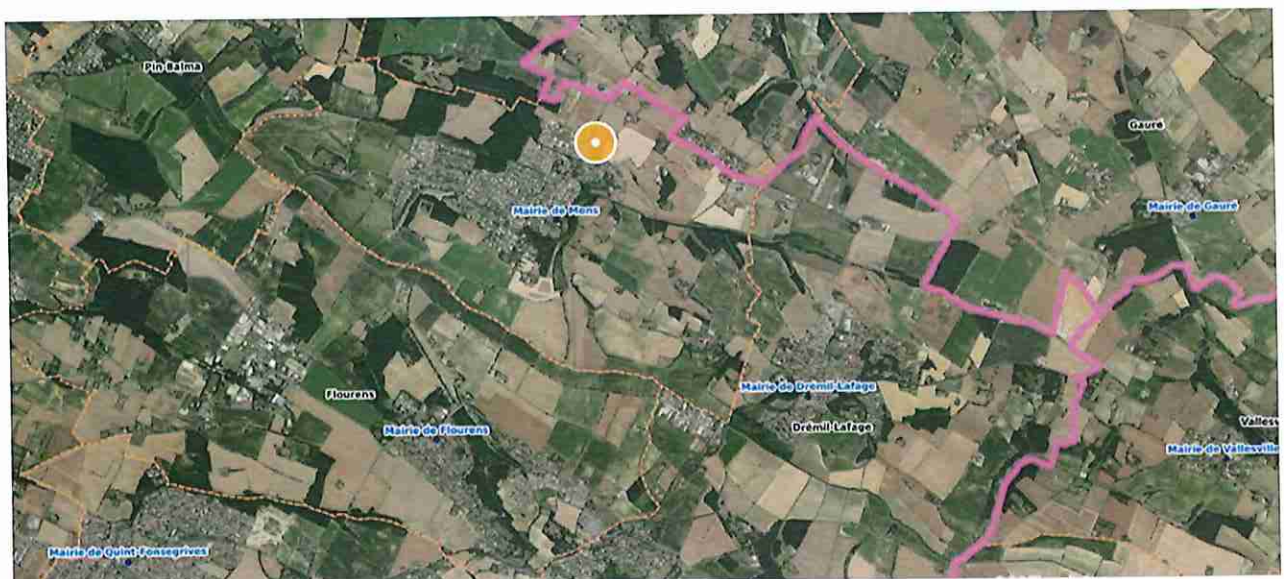 Pin-Balma
Gauré
Mairie de Mons
Mairie de Gauré
Mairie de Drémil-Lafage
Flourens
Drémil-Lafage
Mairie de Flourens
Valles
Mairie de Vallesville
Mairie de Quint-Fonsegrives